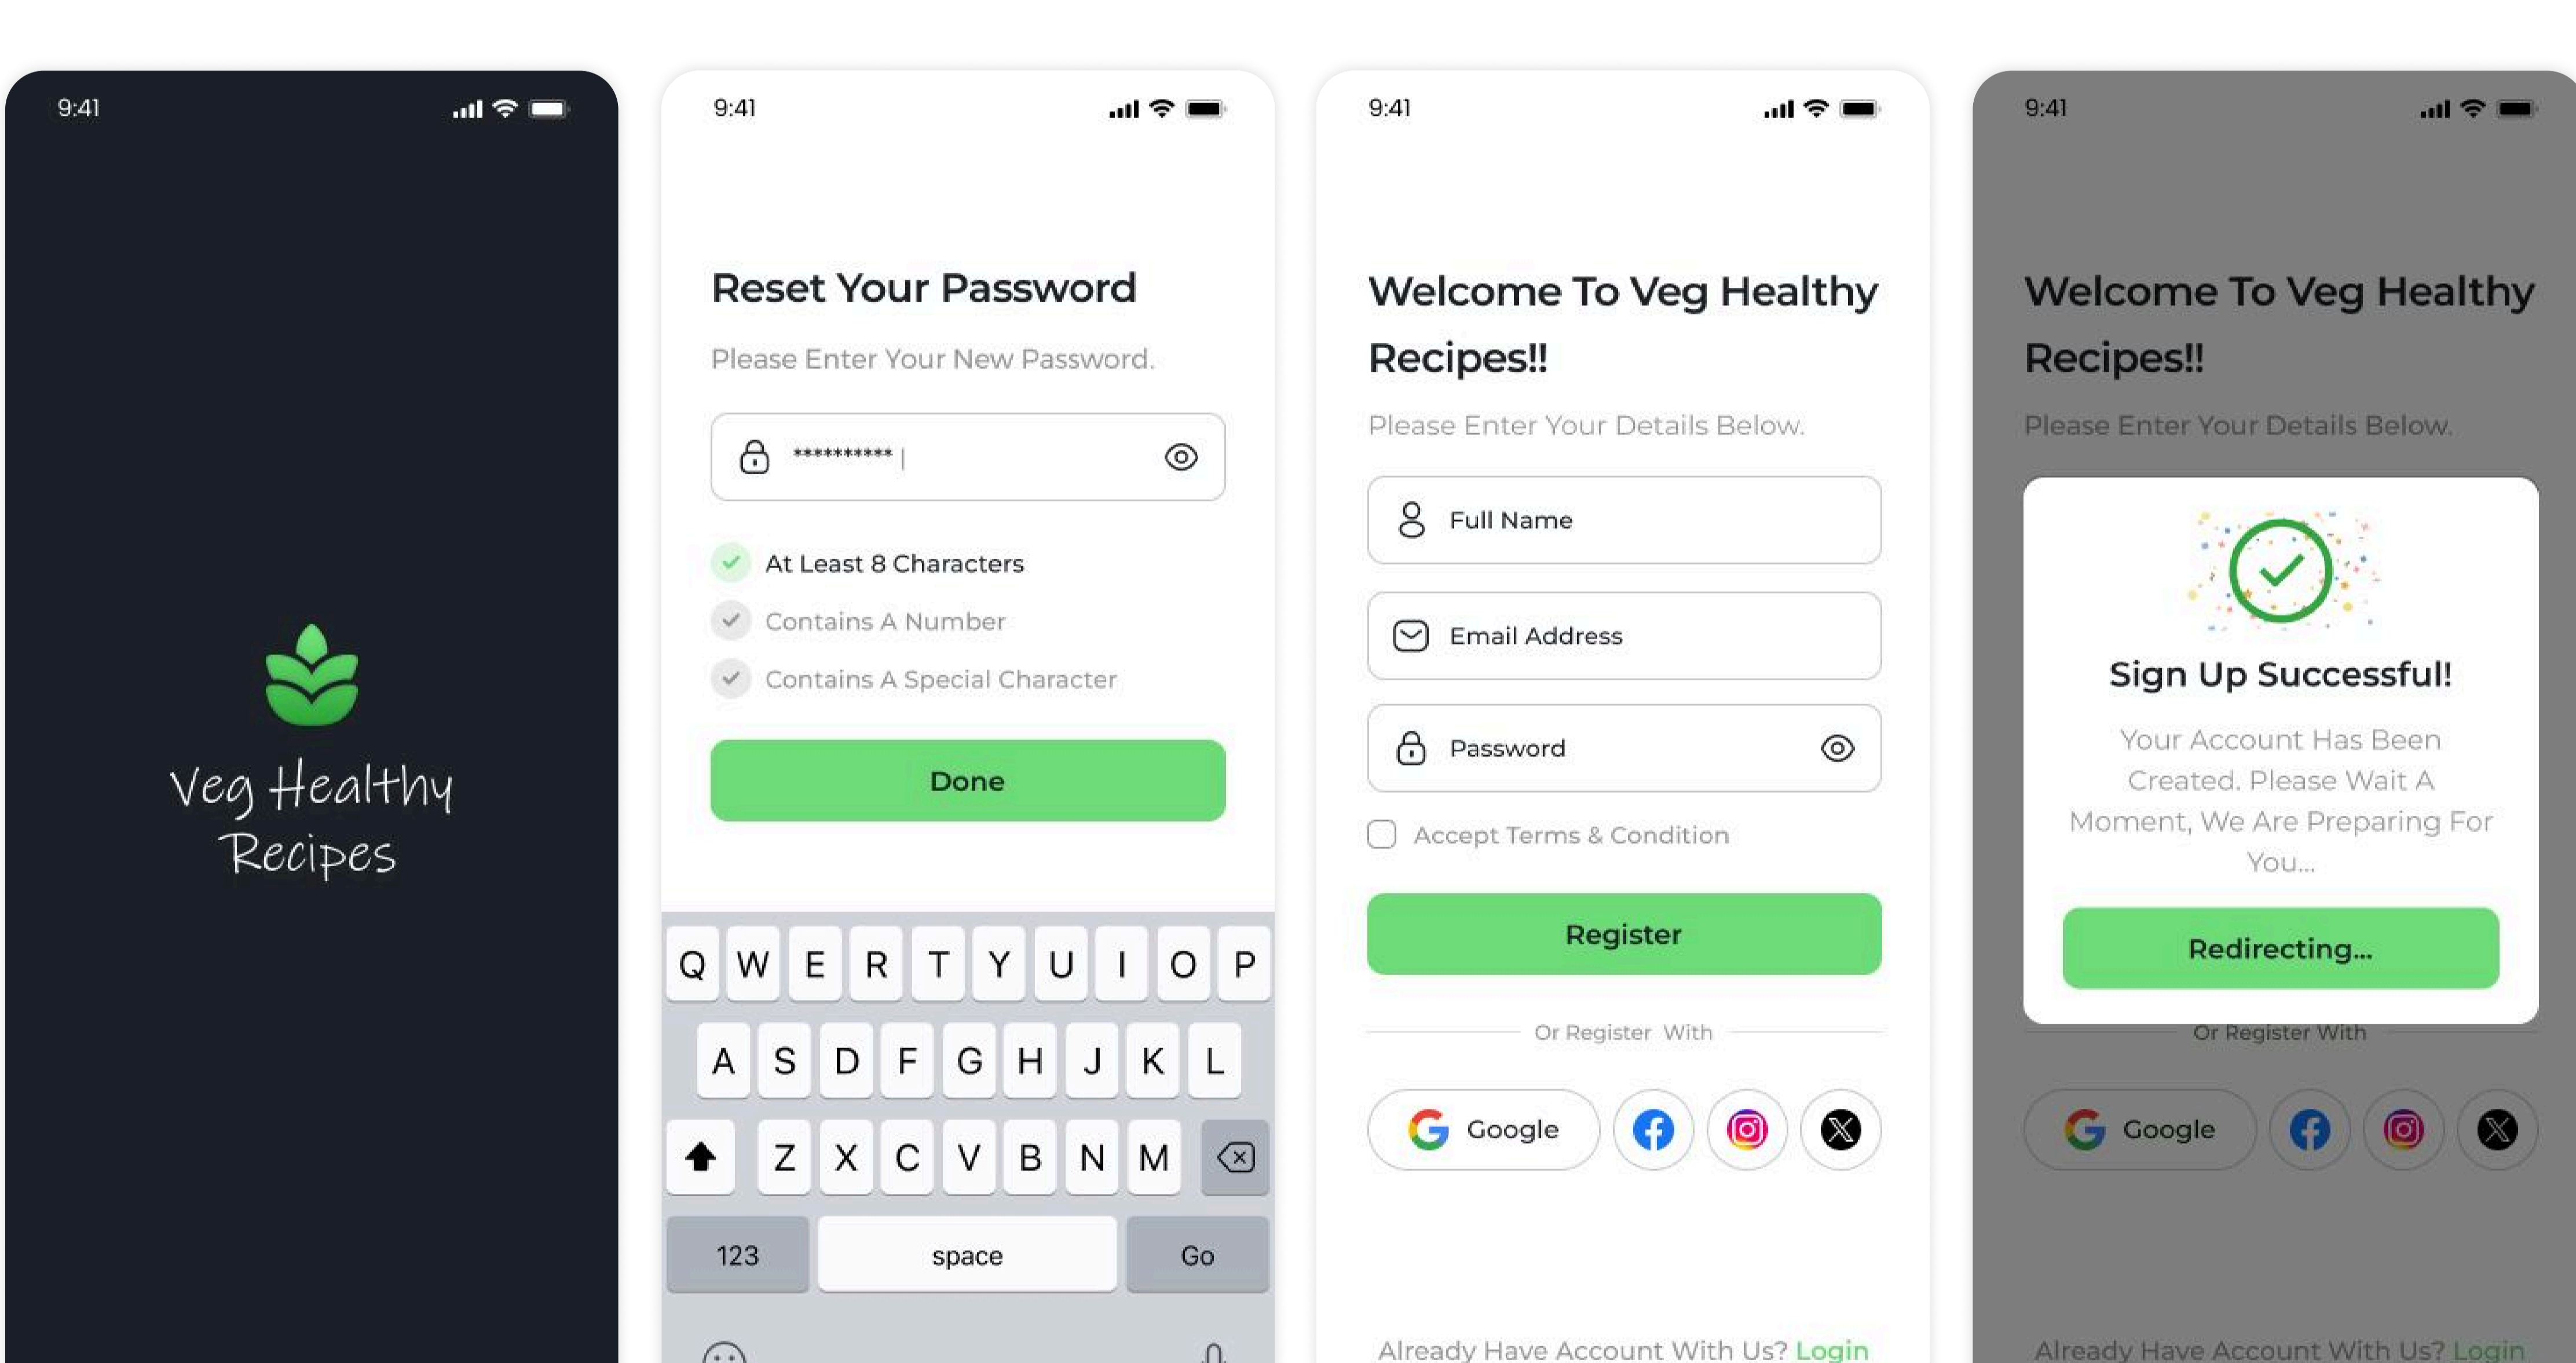 9:41
Veg Healthy
Recipes
9:41
Reset Your Password
Please Enter Your New Password.
********** |
At Least 8 Characters
Contains A Number
Contains A Special Character
Done
Q W E R T Y U I O P
A S D F G H J K L
Z X C V B N M
123 space Go
9:41
Welcome To Veg Healthy
Recipes!!
Please Enter Your Details Below.
Full Name
Email Address
Password
Accept Terms & Condition
Register
Or Register With
Google
Already Have Account With Us? Login
9:41
Welcome To Veg Healthy
Recipes!!
Please Enter Your Details Below.
Sign Up Successful!
Your Account Has Been
Created. Please Wait A
Moment, We Are Preparing For
You...
Redirecting...
Or Register With
Google
Already Have Account With Us? Login